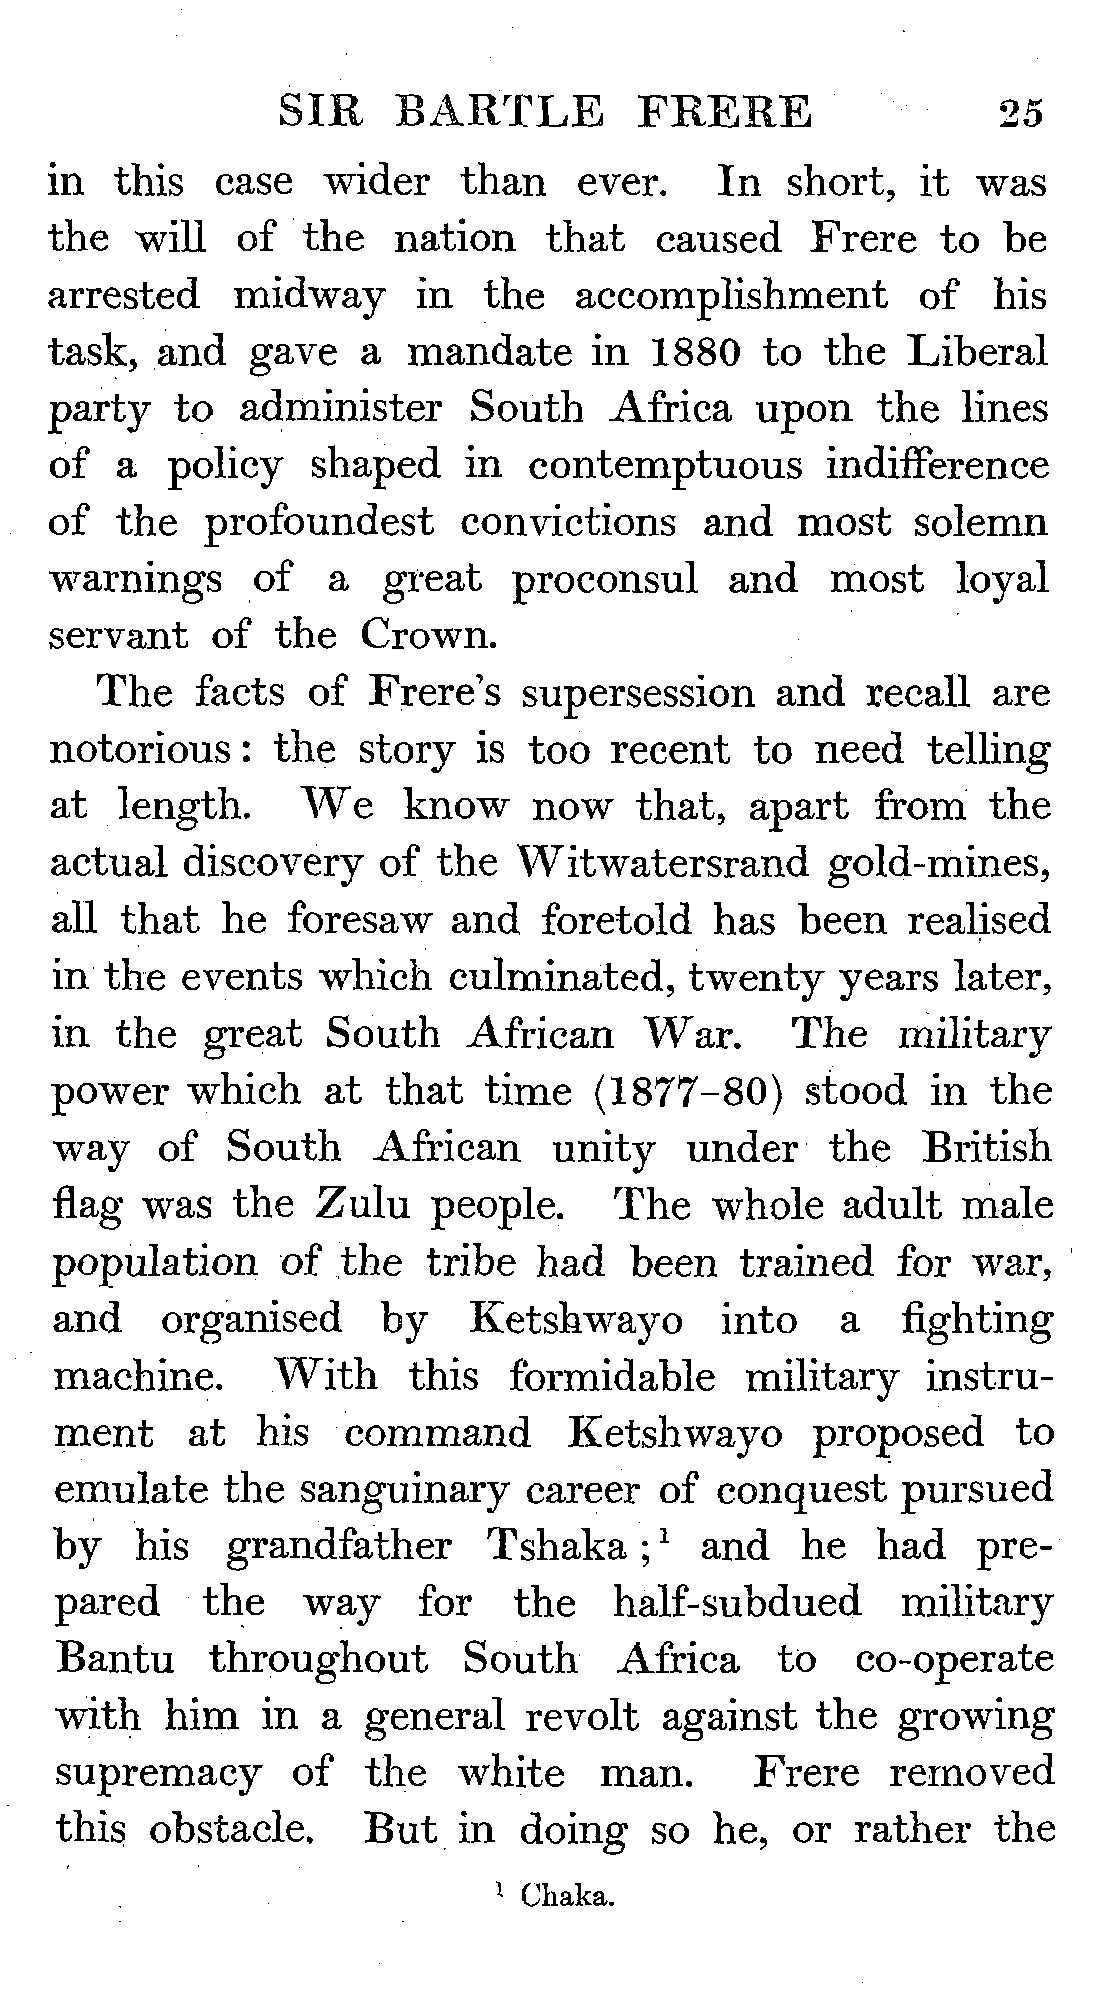 SIR BARTLE FRERE 25
in this case wider than ever. In short, it was
the will of the nation that caused Frere to be
arrested midway in the accomplishment of his
task, and gave a mandate in 1880 to the Liberal
party to administer South Africa upon the lines
of a policy shaped in contemptuous indifference
of the profoundest convictions and most solemn
warnings of a great proconsul and most loyal
servant of the Crown.
The facts of Frere's supersession and recall are
notorious: the story is too recent to need telling
at length. We know now that, apart from the
actual discovery of the Witwatersrand gold-mines,
all that he foresaw and foretold has been realised
in the events which culminated, twenty years later,
in the great South African War. The military
power which at that time (1877–80) stood in the
way of South African unity under the British
flag was the Zulu people. The whole adult male
population of the tribe had been trained for war,
and organised by Ketshwayo into a fighting
machine. With this formidable military instru-
ment at his command Ketshwayo proposed to
emulate the sanguinary career of conquest pursued
by his grandfather Tshaka;¹ and he had pre-
pared the way for the half-subdued military
Bantu throughout South Africa to co-operate
with him in a general revolt against the growing
supremacy of the white man. Frere removed
this obstacle. But in doing so he, or rather the
¹ Chaka.